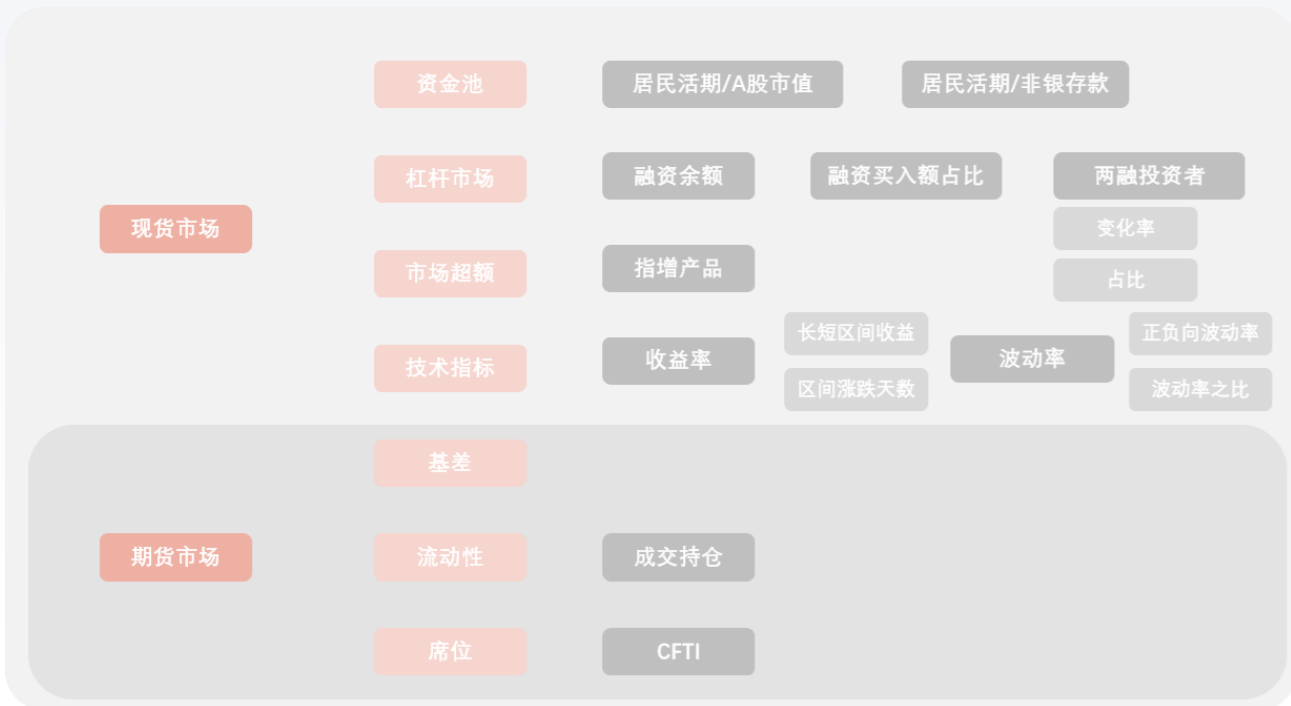 资金池
居民活期/A股市值
居民活期/非银存款
杠杆市场
融资余额
融资买入额占比
两融投资者
现货市场
变化率
市场超额
指增产品
占比
长短区间收益
正负向波动率
技术指标
收益率
波动率
区间涨跌天数
波动率之比
基差
期货市场
流动性
成交持仓
席位
CFTI